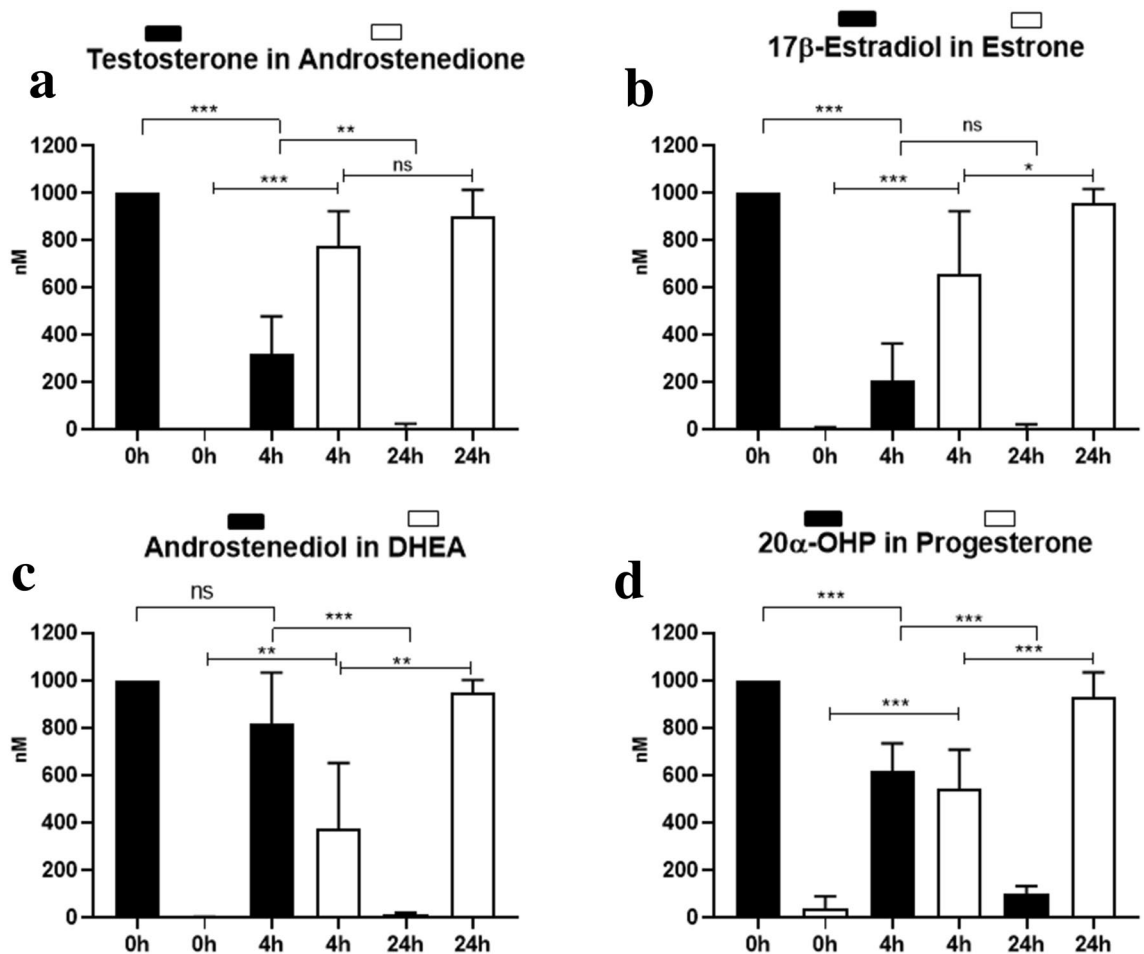 Testosterone in Androstenedione
a
***
**
ns
***
1200
1000
800
600
400
200
0
nM
0h 0h 4h 4h 24h 24h
17β-Estradiol in Estrone
b
***
ns
*
***
1200
1000
800
600
400
200
0
nM
0h 0h 4h 4h 24h 24h
Androstenediol in DHEA
c
ns
***
**
**
1200
1000
800
600
400
200
0
nM
0h 0h 4h 4h 24h 24h
20α-OHP in Progesterone
d
***
***
***
***
1200
1000
800
600
400
200
0
nM
0h 0h 4h 4h 24h 24h